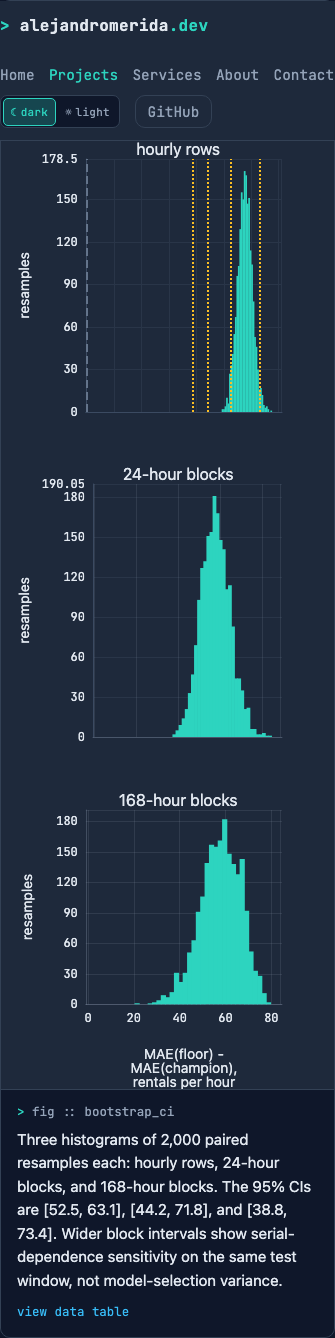 > alejandromerida.dev
Home Projects Services About Contact
☾ dark ☀ light GitHub
hourly rows
178.5
150
120
90
60
30
0
resamples
24-hour blocks
190.05
180
150
120
90
60
30
0
resamples
168-hour blocks
180
150
120
90
60
30
0
resamples
0 20 40 60 80
MAE(floor) –
MAE(champion),
rentals per hour
> fig :: bootstrap_ci
Three histograms of 2,000 paired
resamples each: hourly rows, 24-hour
blocks, and 168-hour blocks. The 95% CIs
are [52.5, 63.1], [44.2, 71.8], and [38.8,
73.4]. Wider block intervals show serial-
dependence sensitivity on the same test
window, not model-selection variance.
view data table